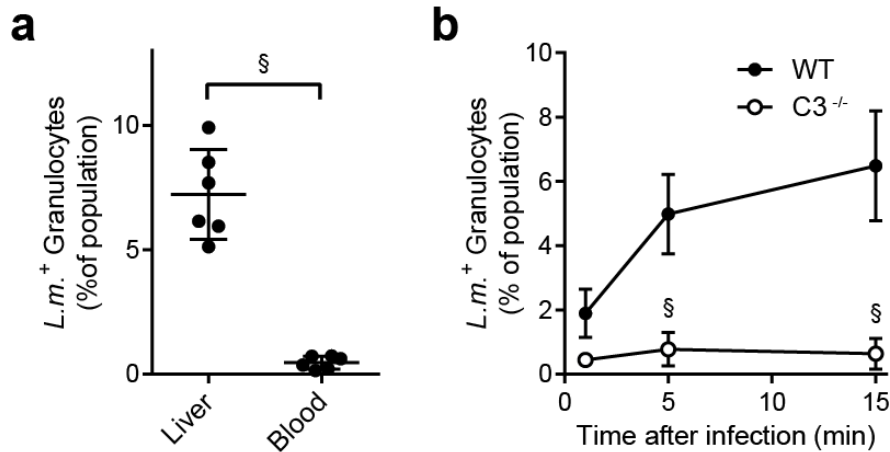 a
§
L.m.+ Granulocytes
(%of population)
10
5
0
Liver
Blood
b
WT
C3 -/-
L.m.+ Granulocytes
(% of population)
10
8
6
4
2
0
§
§
0
5
10
15
Time after infection (min)